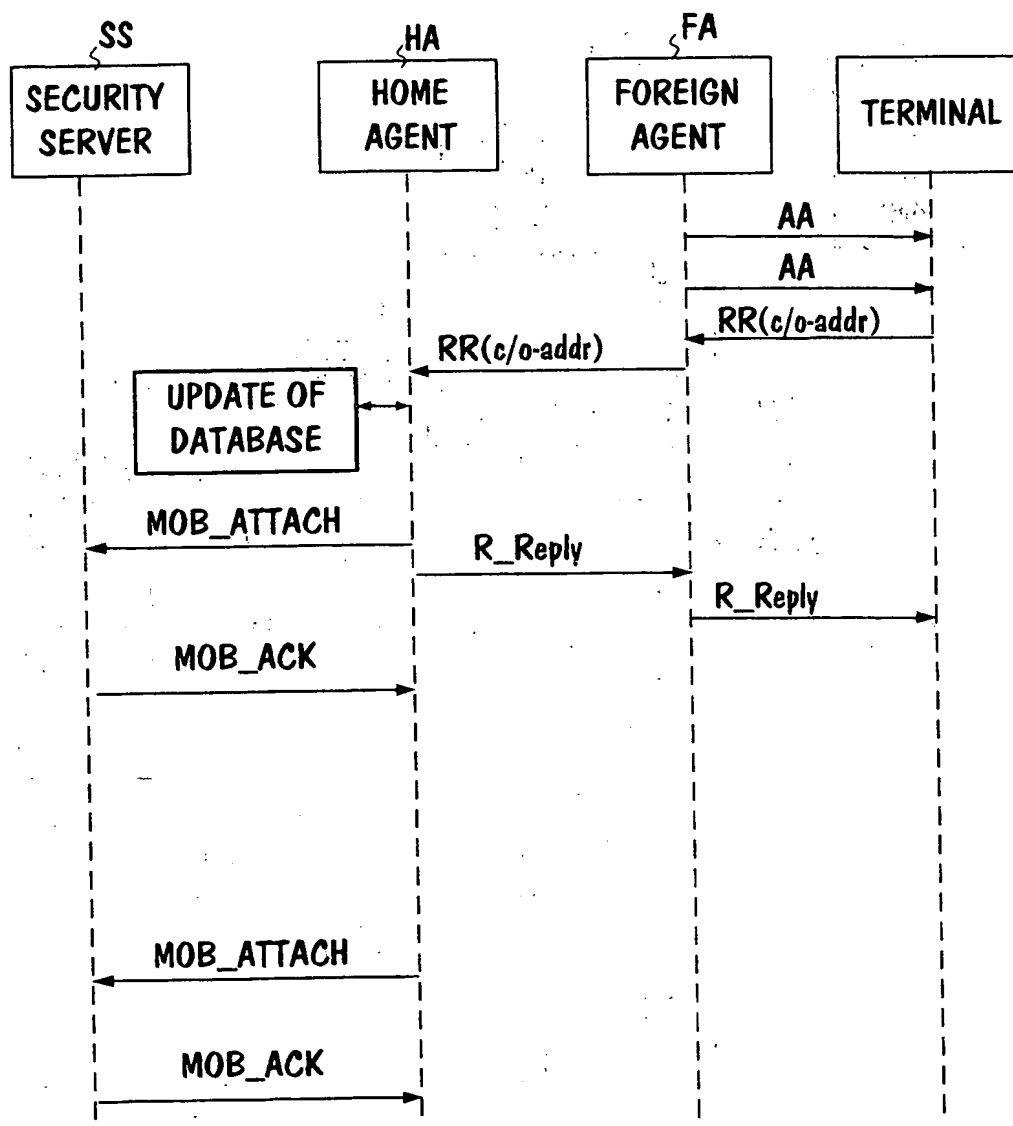 SS
HA
FA
SECURITY
SERVER
HOME
AGENT
FOREIGN
AGENT
TERMINAL
AA
AA
RR(c/o-addr)
RR(c/o-addr)
UPDATE OF
DATABASE
MOB_ATTACH
R_Reply
R_Reply
MOB_ACK
MOB_ATTACH
MOB_ACK